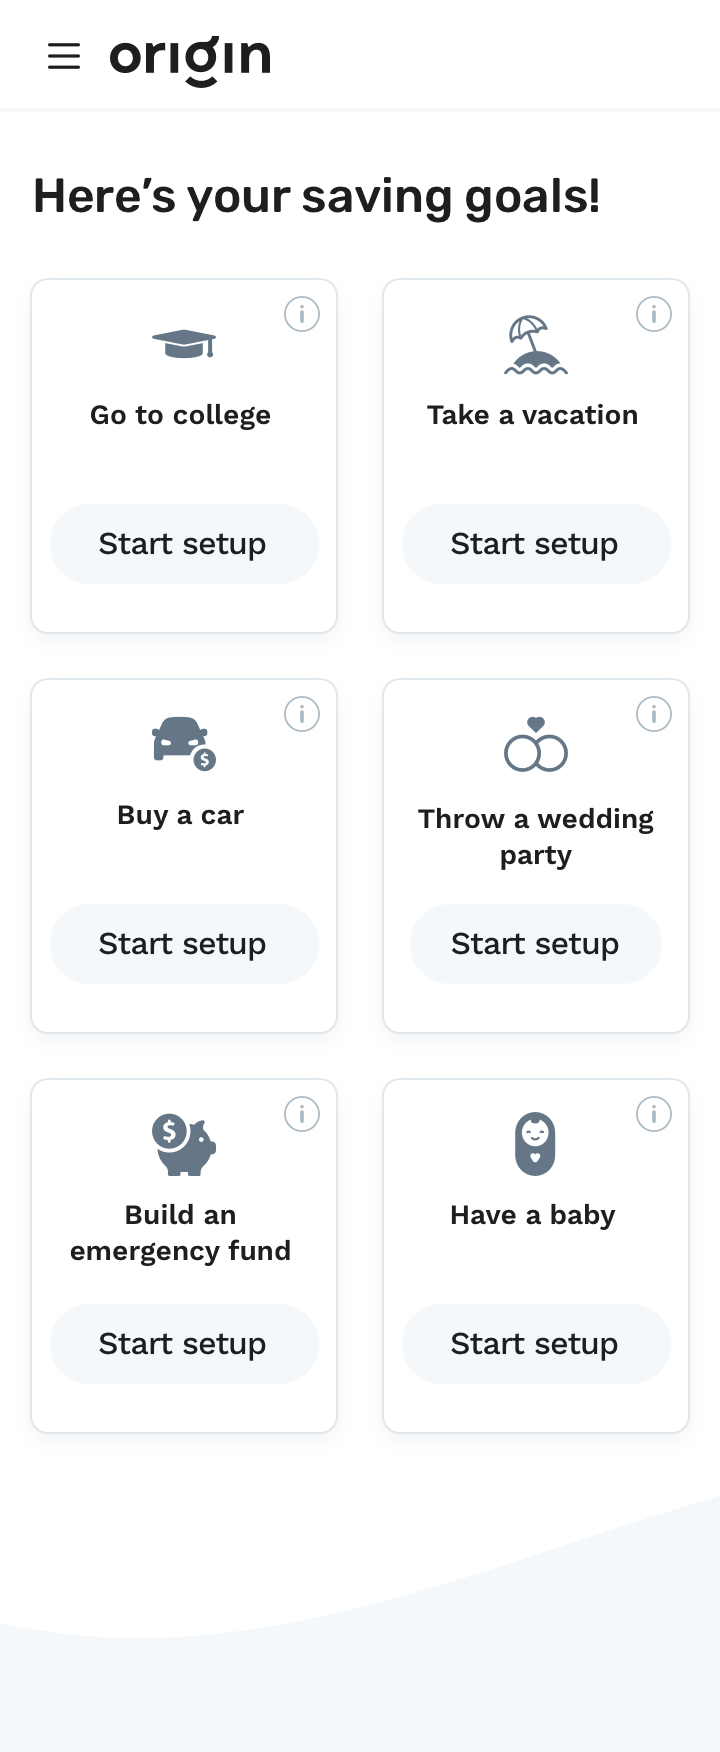 origin
Here’s your saving goals!
Go to college
Start setup
Take a vacation
Start setup
Buy a car
$
Start setup
Throw a wedding
party
Start setup
$
Build an
emergency fund
Start setup
Have a baby
Start setup